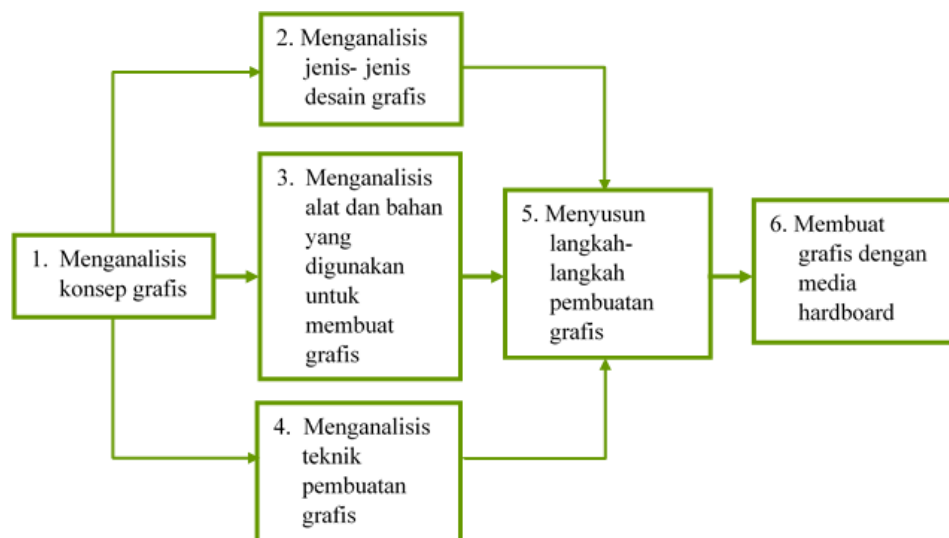 1. Menganalisis
konsep grafis
2. Menganalisis
jenis- jenis
desain grafis
3. Menganalisis
alat dan bahan
yang
digunakan
untuk
membuat
grafis
4. Menganalisis
teknik
pembuatan
grafis
5. Menyusun
langkah-
langkah
pembuatan
grafis
6. Membuat
grafis dengan
media
hardboard